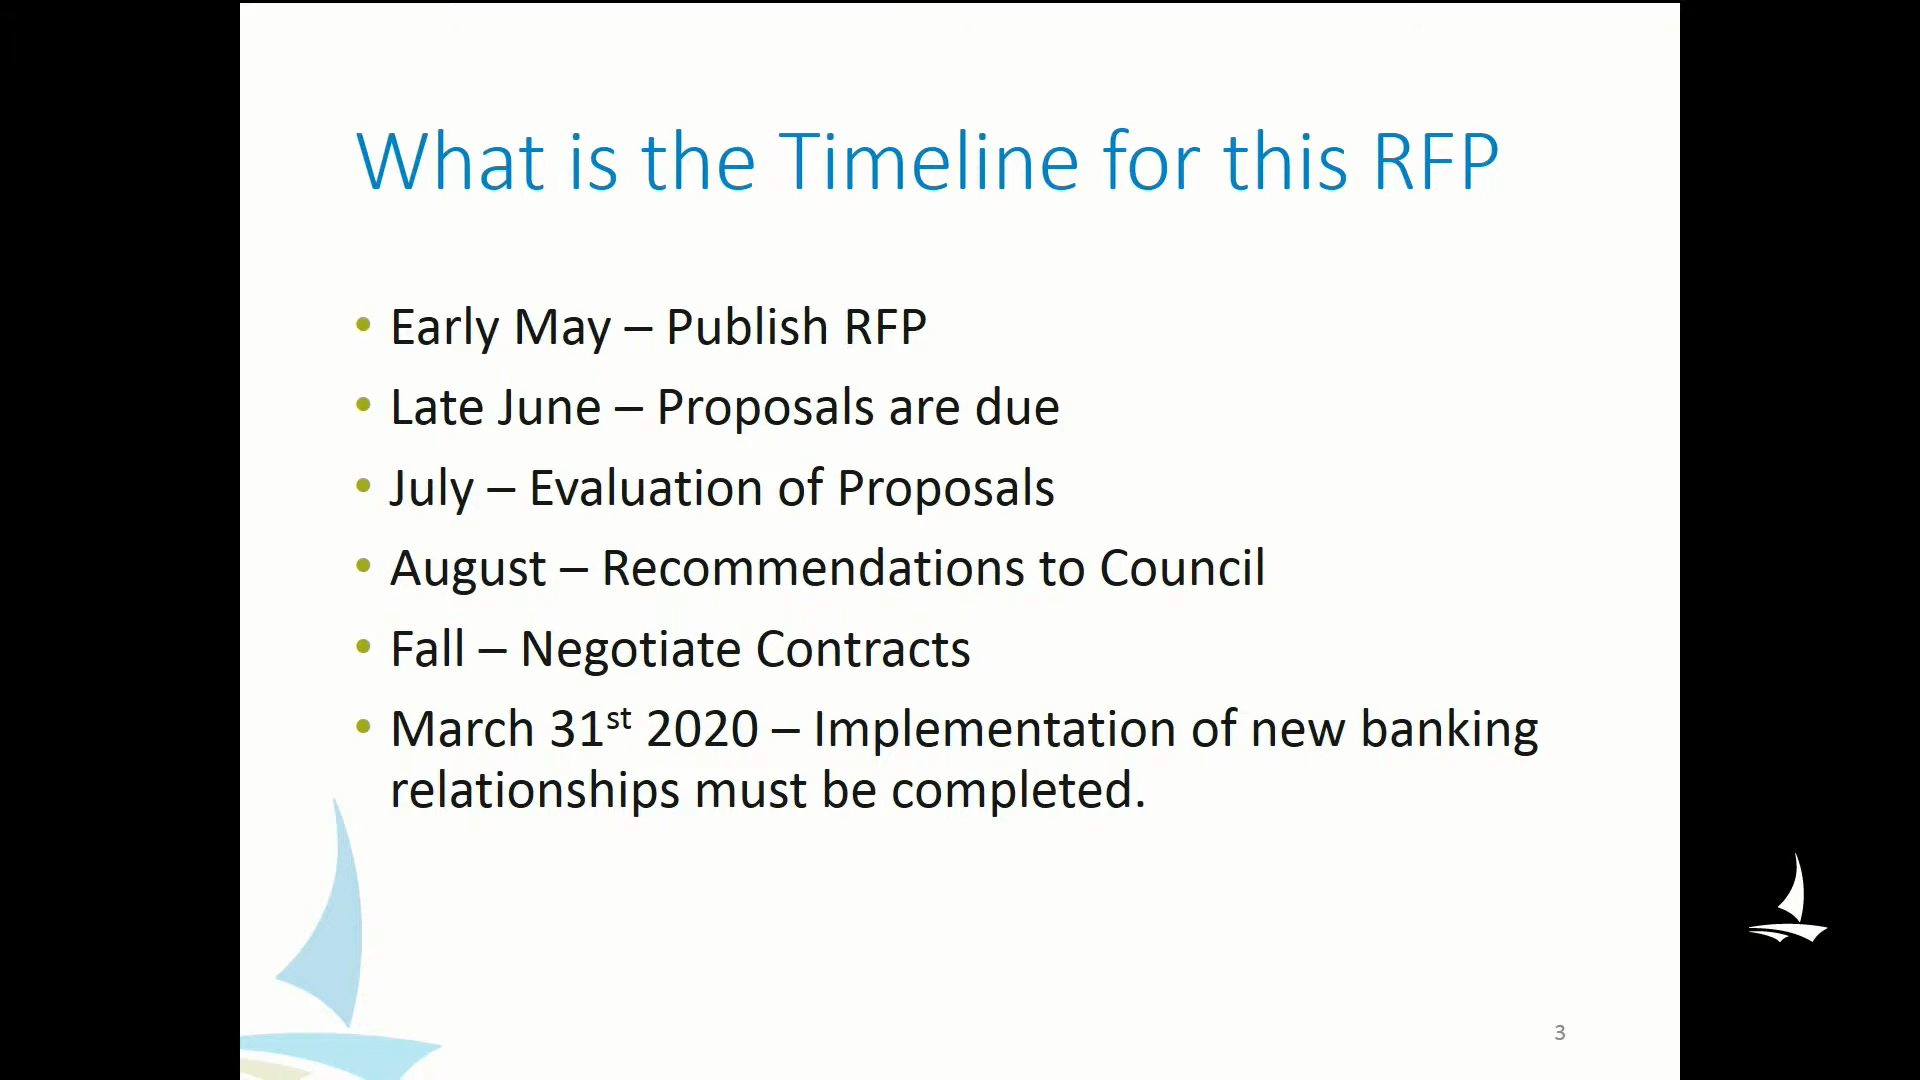 What is the Timeline for this RFP
• Early May – Publish RFP
• Late June – Proposals are due
• July – Evaluation of Proposals
• August – Recommendations to Council
• Fall – Negotiate Contracts
• March 31st 2020 – Implementation of new banking
relationships must be completed.
3